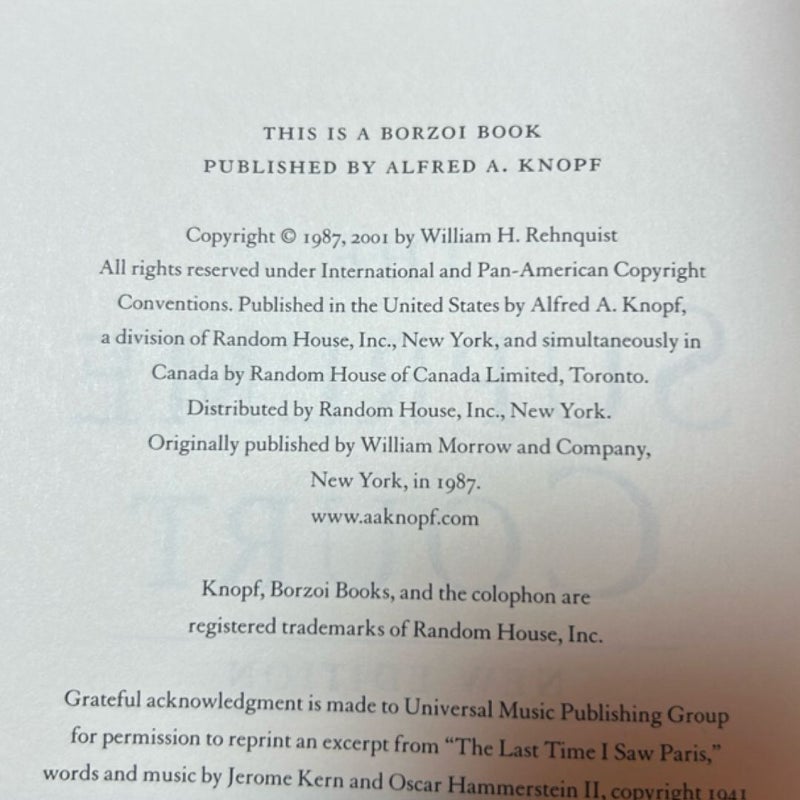 THIS IS A BORZOI BOOK
PUBLISHED BY ALFRED A. KNOPF
Copyright © 1987, 2001 by William H. Rehnquist
All rights reserved under International and Pan-American Copyright
Conventions. Published in the United States by Alfred A. Knopf,
a division of Random House, Inc., New York, and simultaneously in
Canada by Random House of Canada Limited, Toronto.
Distributed by Random House, Inc., New York.
Originally published by William Morrow and Company,
New York, in 1987.
www.aaknopf.com
Knopf, Borzoi Books, and the colophon are
registered trademarks of Random House, Inc.
Grateful acknowledgment is made to Universal Music Publishing Group
for permission to reprint an excerpt from “The Last Time I Saw Paris,”
words and music by Jerome Kern and Oscar Hammerstein II, copyright 1941